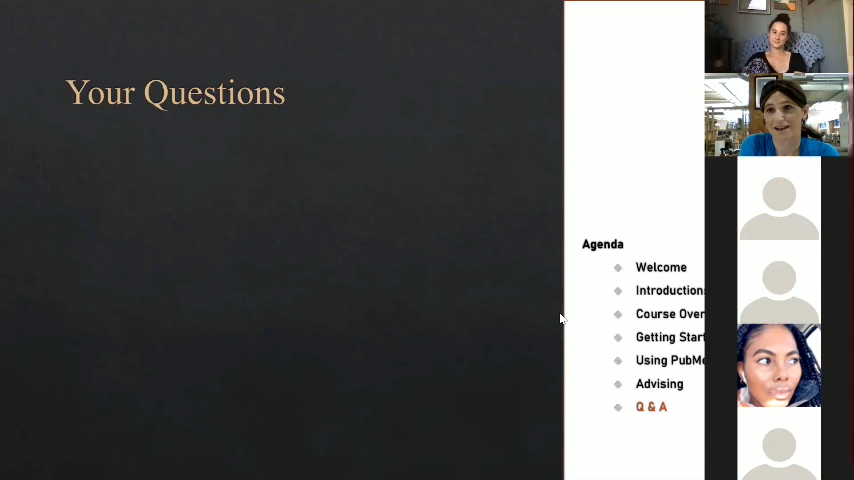 Your Questions
Agenda
Welcome
Introduction
Course Over
Getting Start
Using PubMe
Advising
Q & A